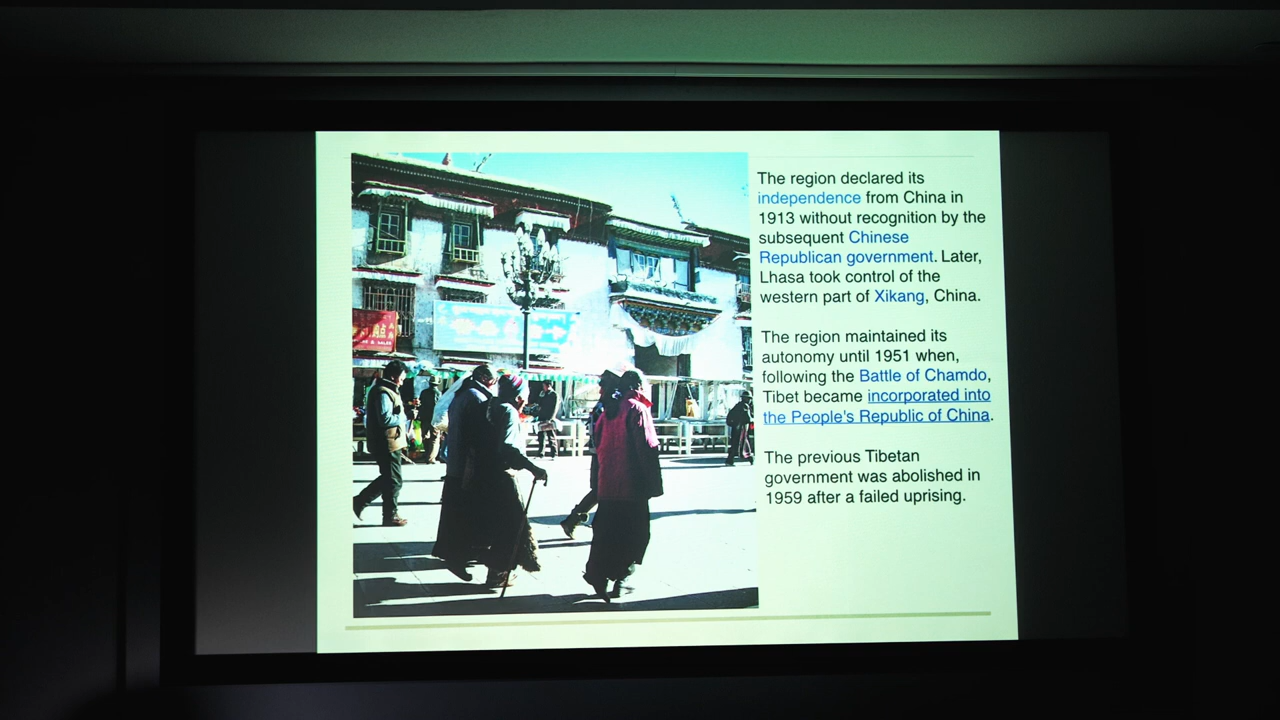 The region declared its
independence from China in
1913 without recognition by the
subsequent Chinese
Republican government. Later,
Lhasa took control of the
western part of Xikang, China.
The region maintained its
autonomy until 1951 when,
following the Battle of Chamdo,
Tibet became incorporated into
the People's Republic of China.
The previous Tibetan
government was abolished in
1959 after a failed uprising.